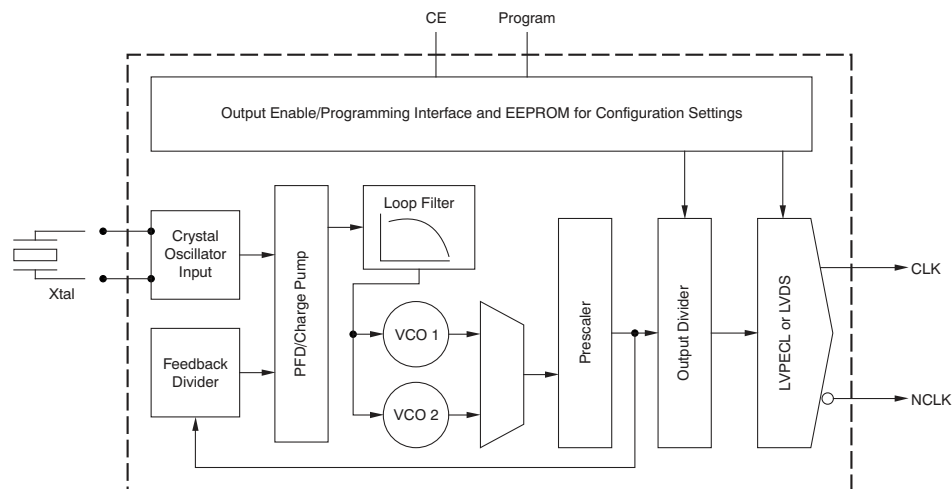 CE
Program
Output Enable/Programming Interface and EEPROM for Configuration Settings
Loop Filter
Crystal
Oscillator
Input
Xtal
PFD/Charge Pump
VCO 1
Prescaler
Output Divider
LVPECL or LVDS
CLK
Feedback
Divider
VCO 2
NCLK